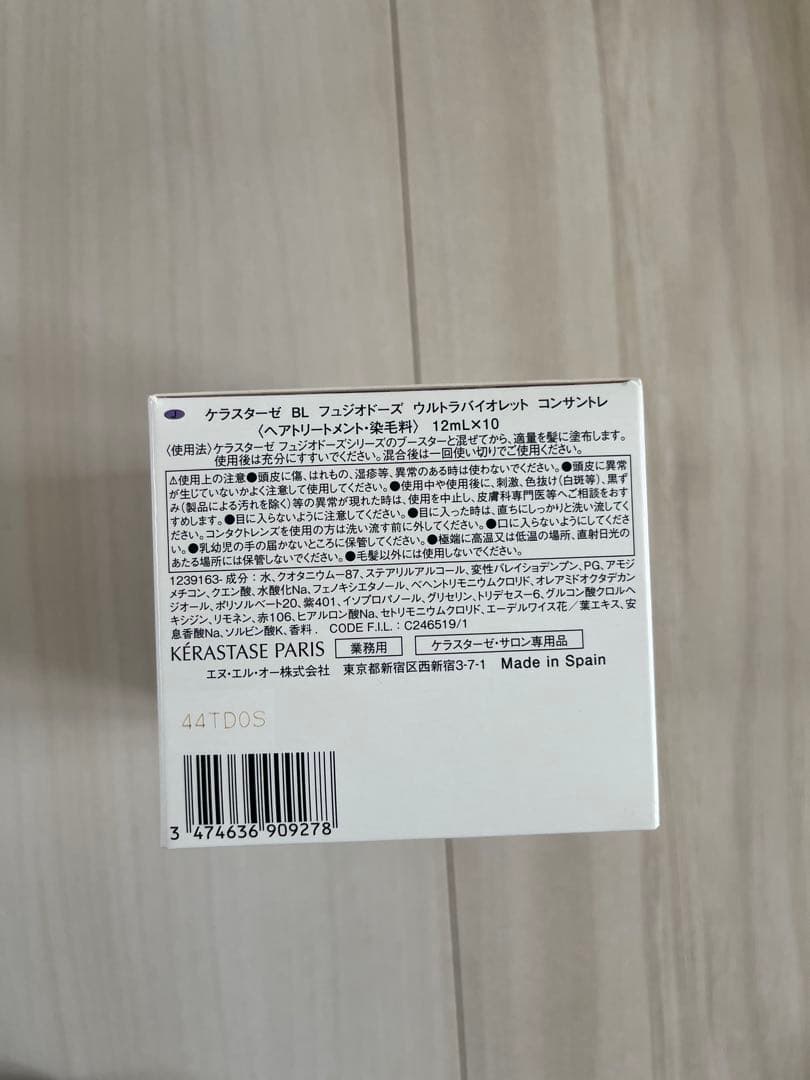 J ケラスターゼ BL フュジオドーズ ウルトラバイオレット コンサントレ
〈ヘアトリートメント・染毛料〉 12mL×10
〈使用法〉ケラスターゼ フュジオドーズシリーズのブースターと混ぜてから、適量を髪に塗布します。
使用後は充分にすすいでください。混合後は一回使い切りでご使用ください。
⚠使用上の注意●頭皮に傷、はれもの、湿疹等、異常のある時は使わないでください。●頭皮に異常
が生じていないかよく注意して使用してください。●使用中や使用後に、刺激、色抜け(白斑等)、黒ず
み(製品による汚れを除く)等の異常が現れた時は、使用を中止し、皮膚科専門医等へご相談をおす
すめします。●目に入らないように注意してください。●目に入った時は、直ちにしっかりと洗い流してく
ださい。コンタクトレンズを使用の方は洗い流す前に外してください。●口に入らないようにしてくださ
い。●乳幼児の手の届かないところに保管してください。●極端に高温又は低温の場所、直射日光の
あたる場所には保管しないでください。●毛髪以外には使用しないでください。
1239163- 成分：水、クオタニウム－87、ステアリルアルコール、変性バレイショデンプン、PG、アモジ
メチコン、クエン酸、水酸化Na、フェノキシエタノール、ベヘントリモニウムクロリド、オレアミドオクタデカン
ジオール、ポリソルベート20、紫401、イソプロパノール、グリセリン、トリデセス－6、グルコン酸クロルヘ
キシジン、リモネン、赤106、ヒアルロン酸Na、セトリモニウムクロリド、エーデルワイス花／葉エキス、安
息香酸Na、ソルビン酸K、香料． CODE F.I.L.：C246519/1
KÉRASTASE PARIS 業務用 ケラスターゼ・サロン専用品
エヌ・エル・オー株式会社 東京都新宿区西新宿3-7-1 Made in Spain
44TD0S
3 474636 909278